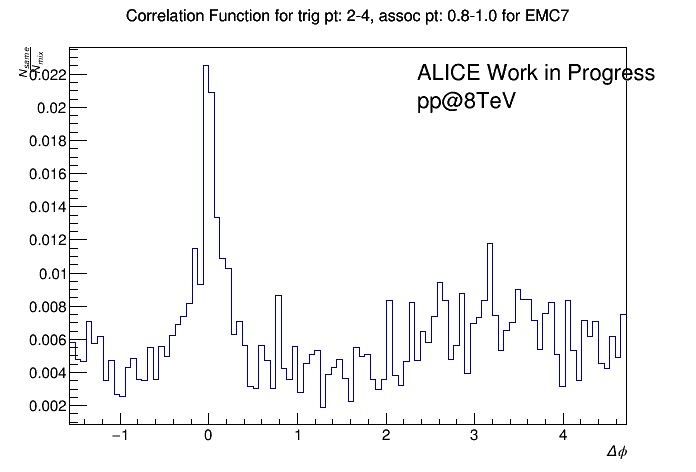 Correlation Function for trig pt: 2-4, assoc pt: 0.8-1.0 for EMC7
N_same
N_mix
ALICE Work in Progress
pp@8TeV
0.022
0.02
0.018
0.016
0.014
0.012
0.01
0.008
0.006
0.004
0.002
−1 0 1 2 3 4
Δϕ